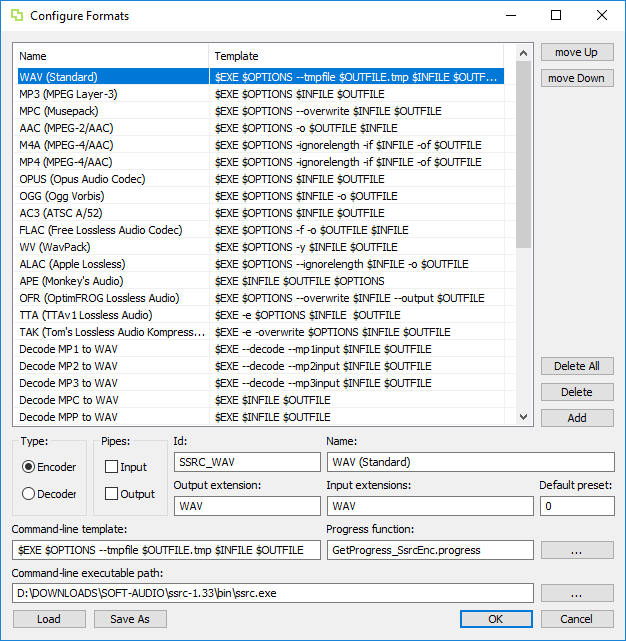 Configure Formats
Name Template
WAV (Standard) $EXE $OPTIONS --tmpfile $OUTFILE.tmp $INFILE $OUTF...
MP3 (MPEG Layer-3) $EXE $OPTIONS $INFILE $OUTFILE
MPC (Musepack) $EXE $OPTIONS --overwrite $INFILE $OUTFILE
AAC (MPEG-2/AAC) $EXE $OPTIONS -o $OUTFILE $INFILE
M4A (MPEG-4/AAC) $EXE $OPTIONS -ignorelength -if $INFILE -of $OUTFILE
MP4 (MPEG-4/AAC) $EXE $OPTIONS -ignorelength -if $INFILE -of $OUTFILE
OPUS (Opus Audio Codec) $EXE $OPTIONS $INFILE $OUTFILE
OGG (Ogg Vorbis) $EXE $OPTIONS $INFILE -o $OUTFILE
AC3 (ATSC A/52) $EXE $OPTIONS $INFILE $OUTFILE
FLAC (Free Lossless Audio Codec) $EXE $OPTIONS -f -o $OUTFILE $INFILE
WV (WavPack) $EXE $OPTIONS -y $INFILE $OUTFILE
ALAC (Apple Lossless) $EXE $OPTIONS --ignorelength $INFILE -o $OUTFILE
APE (Monkey's Audio) $EXE $INFILE $OUTFILE $OPTIONS
OFR (OptimFROG Lossless Audio) $EXE $OPTIONS --overwrite $INFILE --output $OUTFILE
TTA (TTAv1 Lossless Audio) $EXE -e $OPTIONS $INFILE $OUTFILE
TAK (Tom's Lossless Audio Kompress... $EXE -e -overwrite $OPTIONS $INFILE $OUTFILE
Decode MP1 to WAV $EXE --decode --mp1input $INFILE $OUTFILE
Decode MP2 to WAV $EXE --decode --mp2input $INFILE $OUTFILE
Decode MP3 to WAV $EXE --decode --mp3input $INFILE $OUTFILE
Decode MPC to WAV $EXE $INFILE $OUTFILE
Decode MPP to WAV $EXE $INFILE $OUTFILE
move Up
move Down
Delete All
Delete
Add
Type: Pipes: Id: Name:
Encoder Input SSRC_WAV WAV (Standard)
Output extension: Input extensions: Default preset:
Decoder Output WAV WAV 0
Command-line template: Progress function:
$EXE $OPTIONS --tmpfile $OUTFILE.tmp $INFILE $OUTFILE GetProgress_SsrcEnc.progress ...
Command-line executable path:
D:\DOWNLOADS\SOFT-AUDIO\ssrc-1.33\bin\ssrc.exe ...
Load Save As OK Cancel